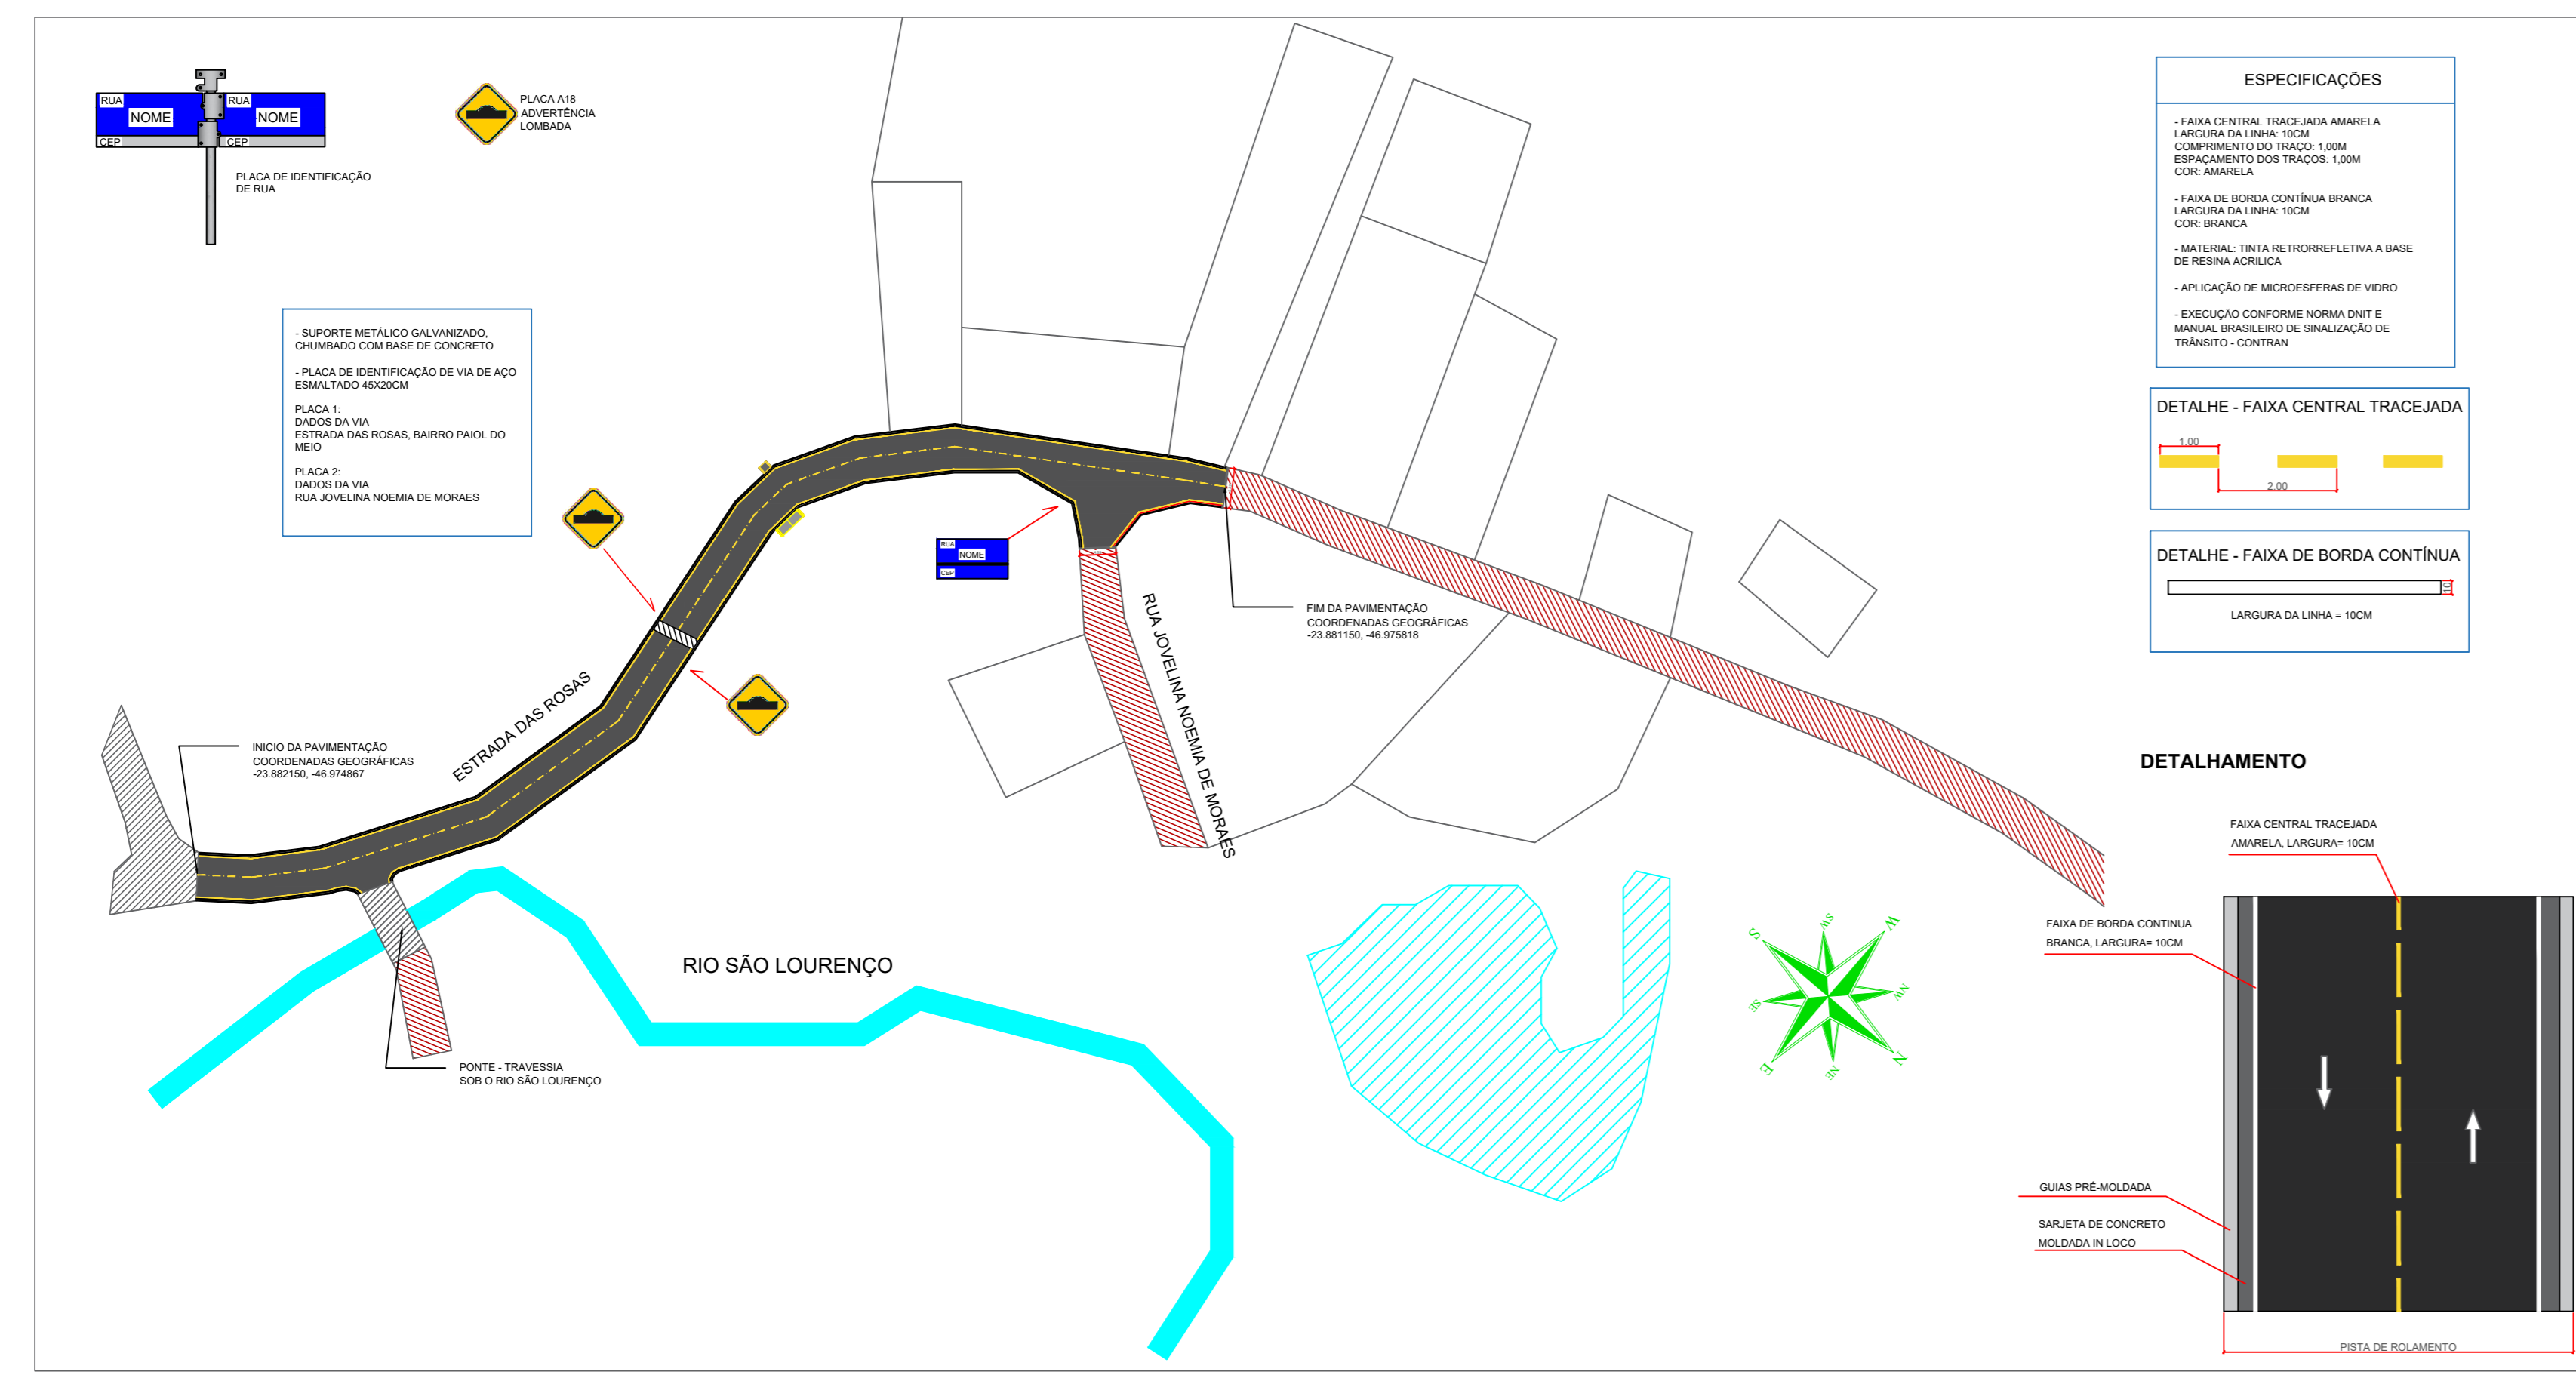 RUA
NOME
CEP
RUA
NOME
CEP
PLACA DE IDENTIFICAÇÃO
DE RUA
PLACA A18
ADVERTÊNCIA
LOMBADA
- SUPORTE METÁLICO GALVANIZADO,
CHUMBADO COM BASE DE CONCRETO
- PLACA DE IDENTIFICAÇÃO DE VIA DE AÇO
ESMALTADO 45X20CM
PLACA 1:
DADOS DA VIA
ESTRADA DAS ROSAS, BAIRRO PAIOL DO
MEIO
PLACA 2:
DADOS DA VIA
RUA JOVELINA NOEMIA DE MORAES
RUA
NOME
CEP
ESTRADA DAS ROSAS
RUA JOVELINA NOEMIA DE MORAES
FIM DA PAVIMENTAÇÃO
COORDENADAS GEOGRÁFICAS
-23.881150, -46.975818
INICIO DA PAVIMENTAÇÃO
COORDENADAS GEOGRÁFICAS
-23.882150, -46.974867
RIO SÃO LOURENÇO
PONTE - TRAVESSIA
SOB O RIO SÃO LOURENÇO
S
SW
W
NW
N
NE
E
SE
ESPECIFICAÇÕES
- FAIXA CENTRAL TRACEJADA AMARELA
LARGURA DA LINHA: 10CM
COMPRIMENTO DO TRAÇO: 1,00M
ESPAÇAMENTO DOS TRAÇOS: 1,00M
COR: AMARELA
- FAIXA DE BORDA CONTÍNUA BRANCA
LARGURA DA LINHA: 10CM
COR: BRANCA
- MATERIAL: TINTA RETRORREFLETIVA A BASE
DE RESINA ACRILICA
- APLICAÇÃO DE MICROESFERAS DE VIDRO
- EXECUÇÃO CONFORME NORMA DNIT E
MANUAL BRASILEIRO DE SINALIZAÇÃO DE
TRÂNSITO - CONTRAN
DETALHE - FAIXA CENTRAL TRACEJADA
1.00
2.00
DETALHE - FAIXA DE BORDA CONTÍNUA
10
LARGURA DA LINHA = 10CM
DETALHAMENTO
FAIXA CENTRAL TRACEJADA
AMARELA, LARGURA= 10CM
FAIXA DE BORDA CONTINUA
BRANCA, LARGURA= 10CM
GUIAS PRÉ-MOLDADA
SARJETA DE CONCRETO
MOLDADA IN LOCO
PISTA DE ROLAMENTO